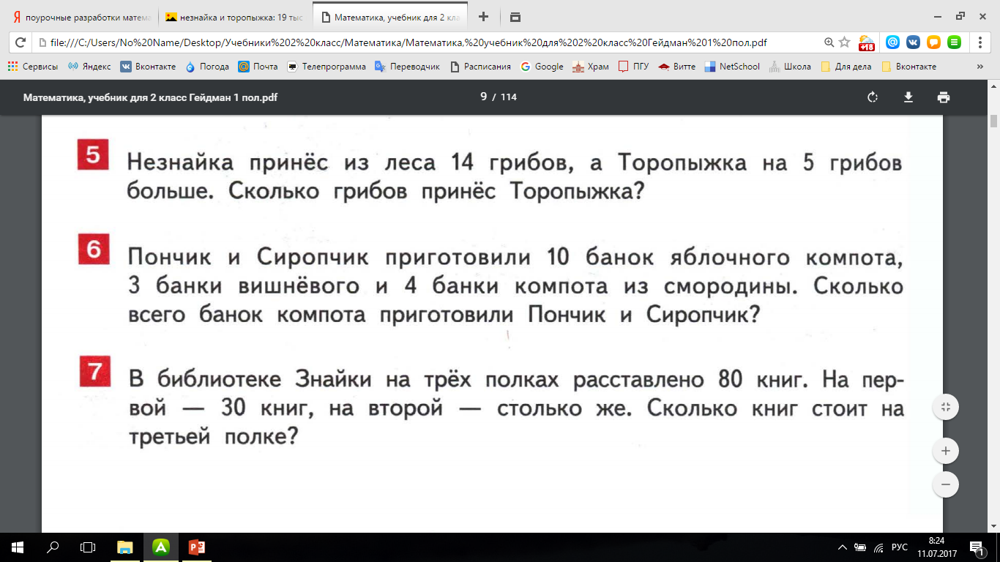 поурочные разработки матема
незнайка и торопыжка: 19 тыс
Математика, учебник для 2 кла
file:///C:/Users/No%20Name/Desktop/Учебники%202%20класс/Математика/Математика,%20учебник%20для%202%20класс%20Гейдман%201%20пол.pdf
+18
Сервисы Яндекс Вконтакте Погода Почта Телепрограмма Переводчик Расписания Google Храм ПГУ Витте NetSchool Школа Для дела Вконтакте »
Математика, учебник для 2 класс Гейдман 1 пол.pdf 9 / 114
5 Незнайка принёс из леса 14 грибов, а Торопыжка на 5 грибов
больше. Сколько грибов принёс Торопыжка?
6 Пончик и Сиропчик приготовили 10 банок яблочного компота,
3 банки вишнёвого и 4 банки компота из смородины. Сколько
всего банок компота приготовили Пончик и Сиропчик?
7 В библиотеке Знайки на трёх полках расставлено 80 книг. На пер-
вой — 30 книг, на второй — столько же. Сколько книг стоит на
третьей полке?
РУС
8:24
11.07.2017
1